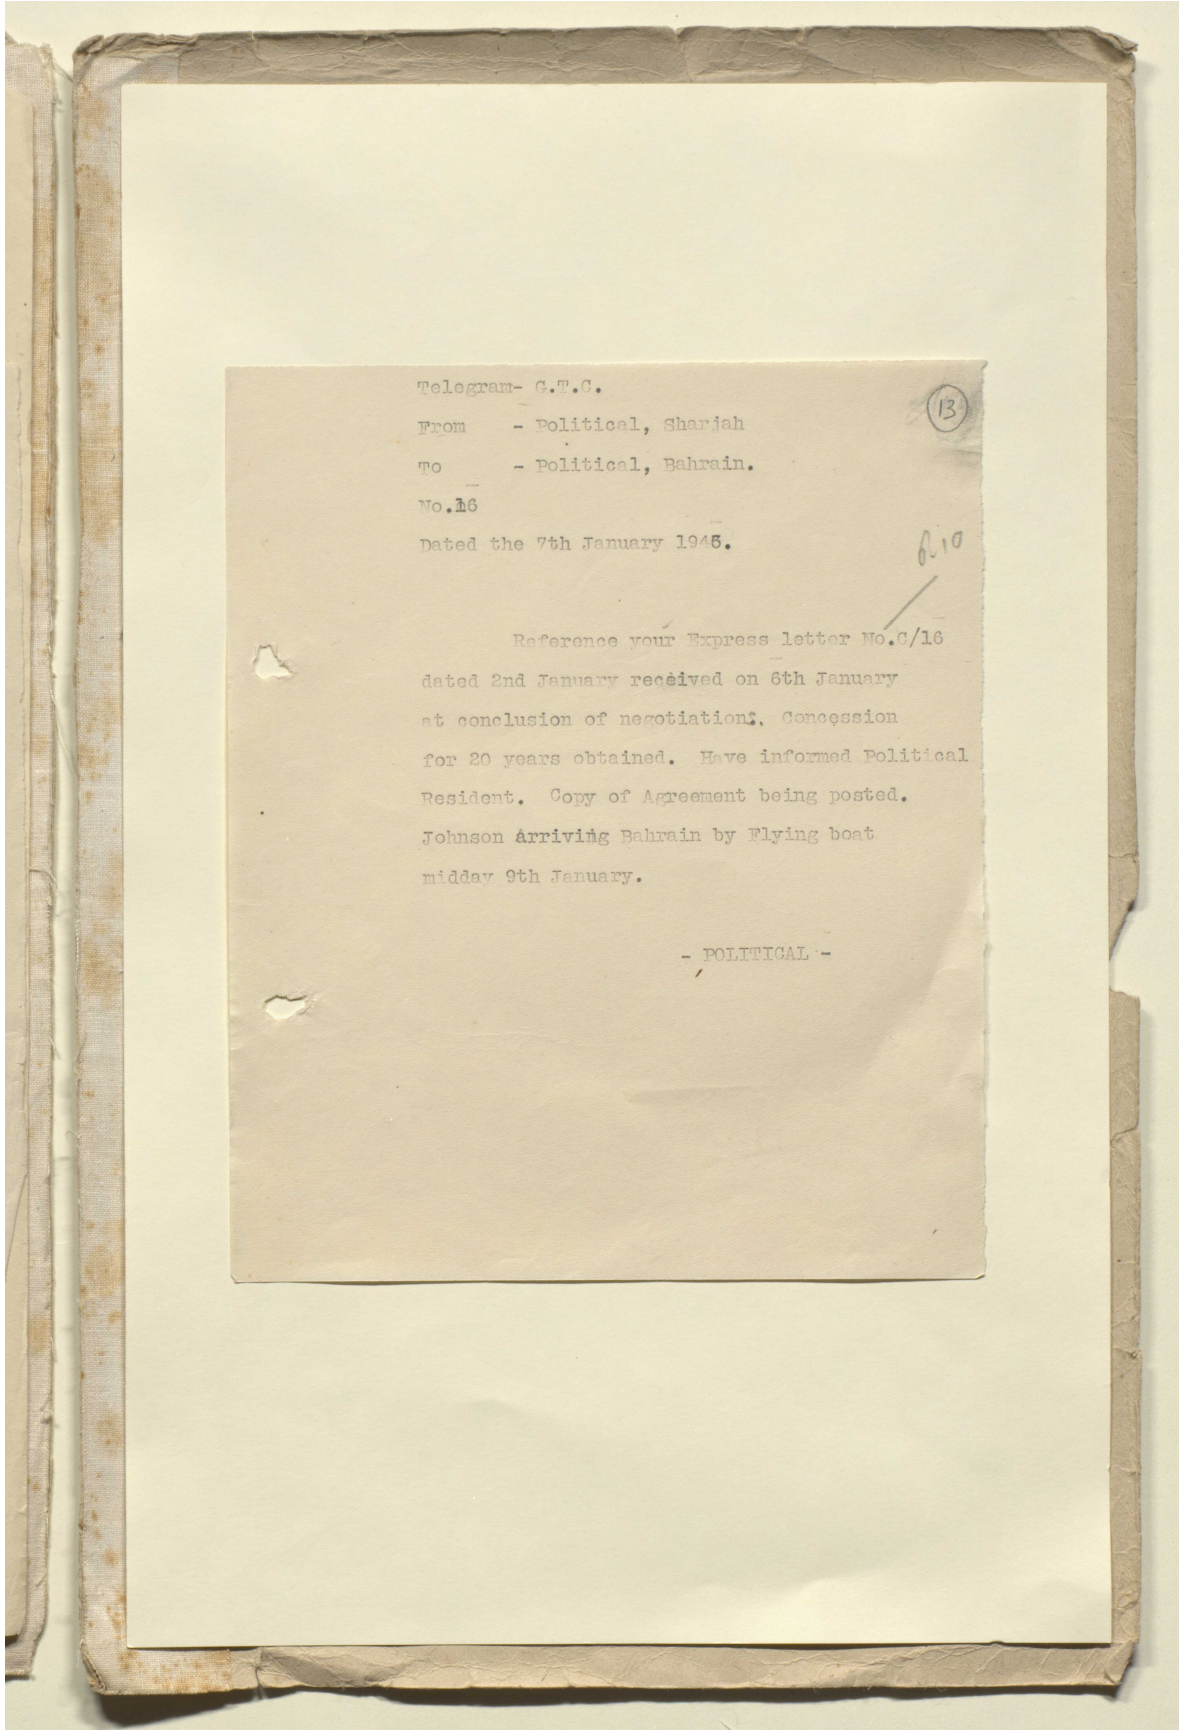 13
Telegram- G.T.C.
From - Political, Sharjah
To - Political, Bahrain.
No.16
Dated the 7th January 1945.
Reference your Express letter No.C/16
dated 2nd January received on 6th January
at conclusion of negotiations. Concession
for 20 years obtained. Have informed Political
Resident. Copy of Agreement being posted.
Johnson Arriving Bahrain by Flying boat
midday 9th January.
- POLITICAL -